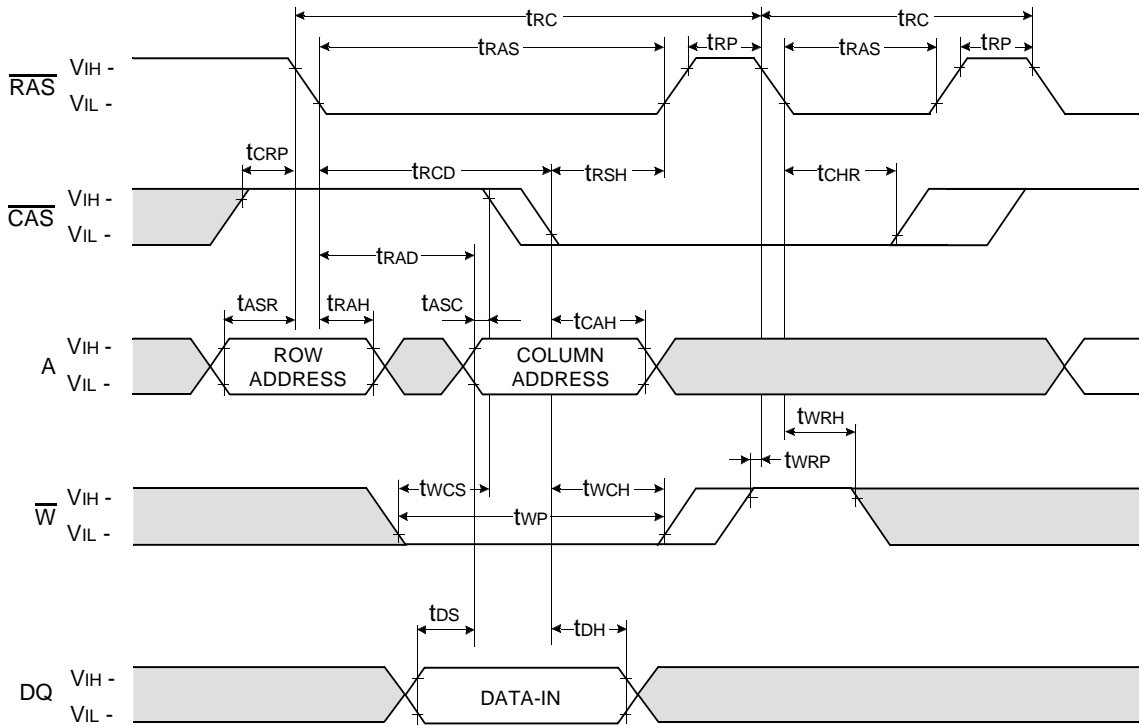 tRC tRC
tRAS tRP tRAS tRP
RAS VIH -
VIL -
tCRP tRCD tRSH tCHR
CAS VIH -
VIL -
tRAD
tASR tRAH tASC tCAH
A VIH -
VIL -
ROW ADDRESS
COLUMN ADDRESS
tWRH
tWRP
tWCS tWCH
W VIH -
VIL -
tWP
tDS tDH
DQ VIH -
VIL -
DATA-IN